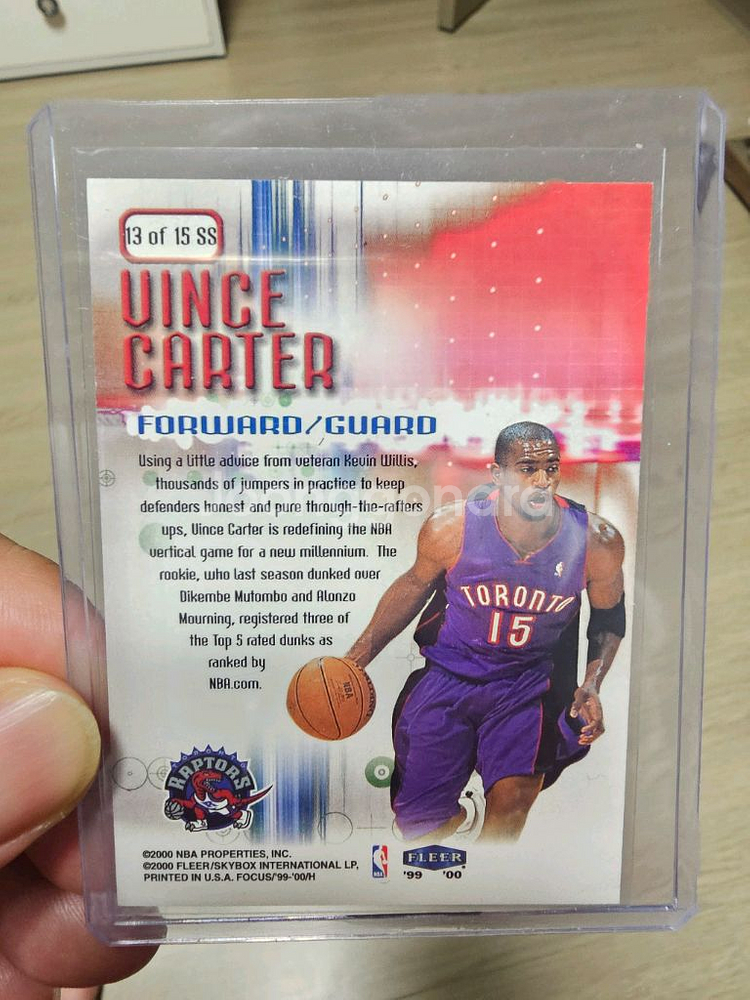 13 of 15 SS
VINCE
CARTER
FORWARD/GUARD
Using a little advice from veteran Kevin Willis,
thousands of jumpers in practice to keep
defenders honest and pure through-the-rafters
ups, Vince Carter is redefining the NBA
vertical game for a new millennium. The
rookie, who last season dunked over
Dikembe Mutombo and Alonzo
Mourning, registered three of
the Top 5 rated dunks as
ranked by
NBA.com.
TORONTO
15
NBA
RAPTORS
©2000 NBA PROPERTIES, INC.
©2000 FLEER/SKYBOX INTERNATIONAL LP,
PRINTED IN U.S.A. FOCUS/'99-'00/H
NBA
FLEER
'99 '00